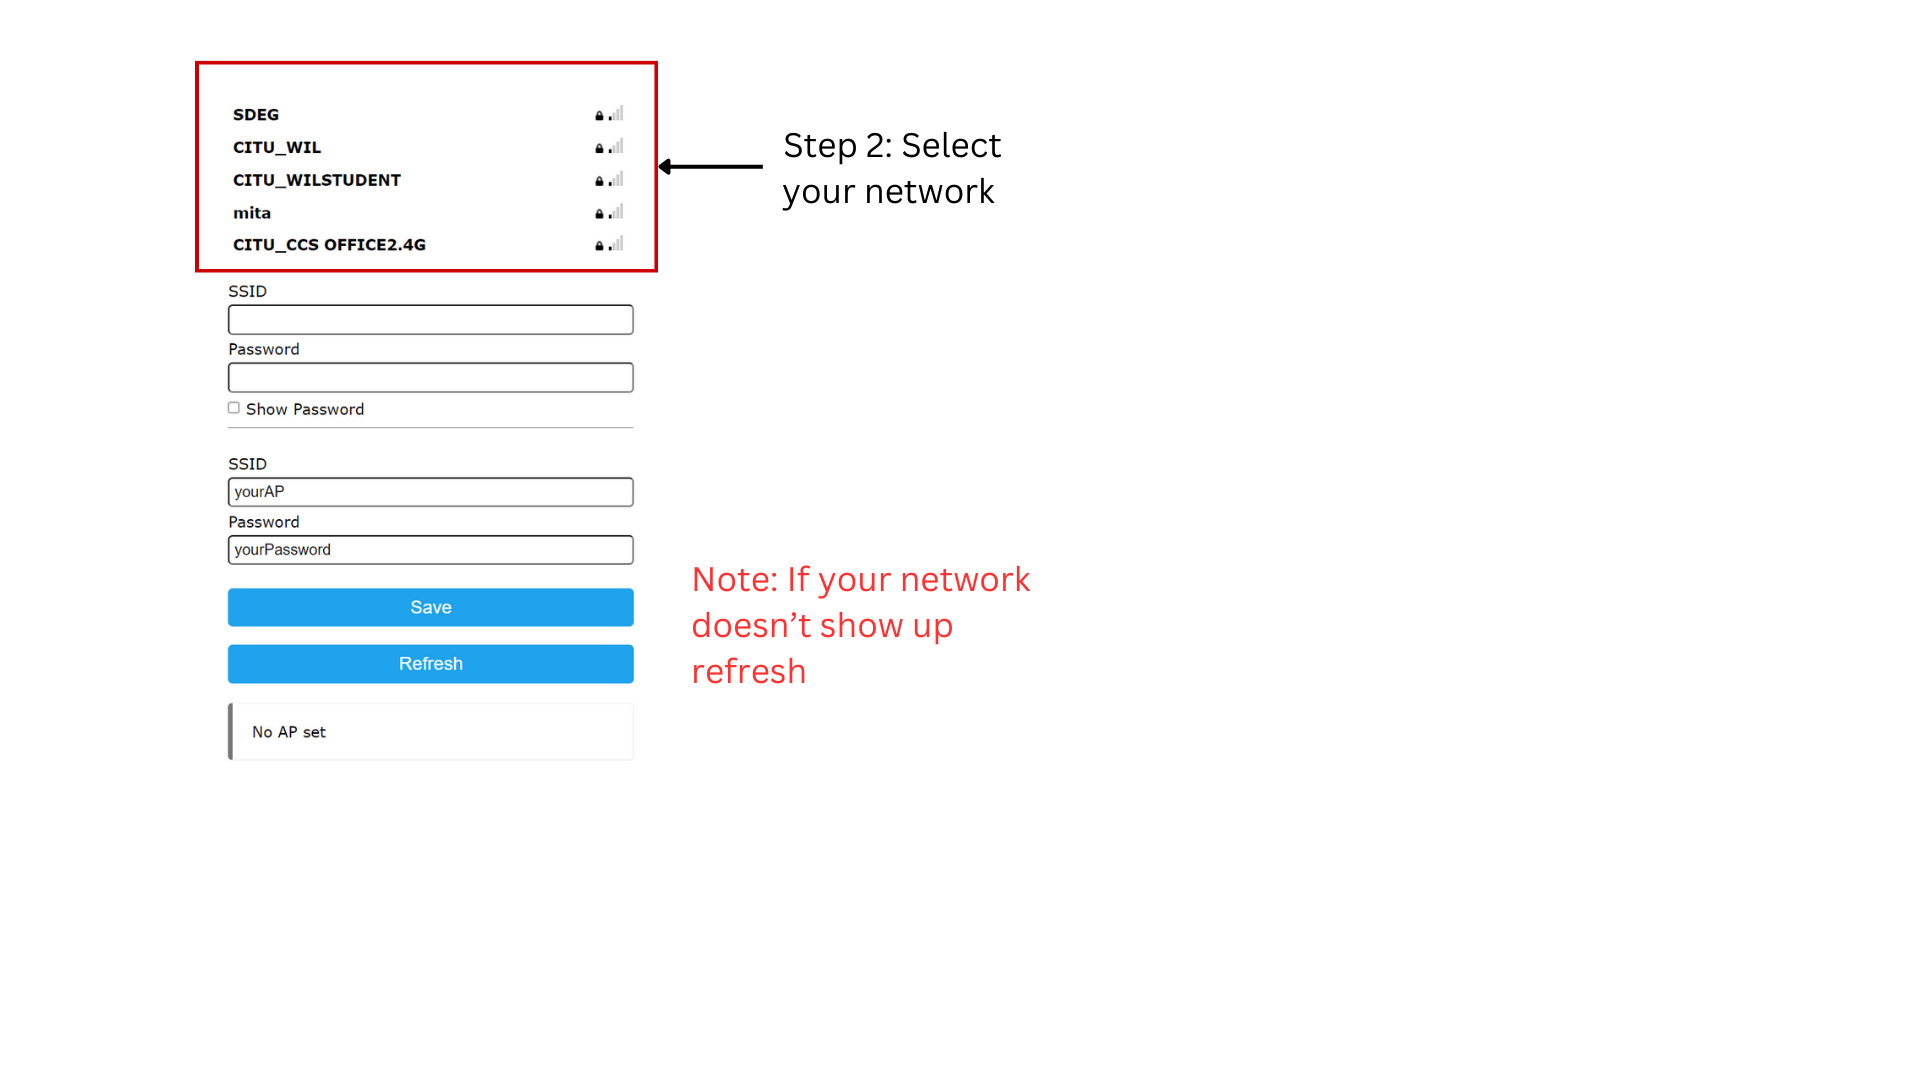 SDEG
CITU_WIL
CITU_WILSTUDENT
mita
CITU_CCS OFFICE2.4G
Step 2: Select
your network
SSID
Password
Show Password
SSID
yourAP
Password
yourPassword
Save
Refresh
No AP set
Note: If your network
doesn’t show up
refresh